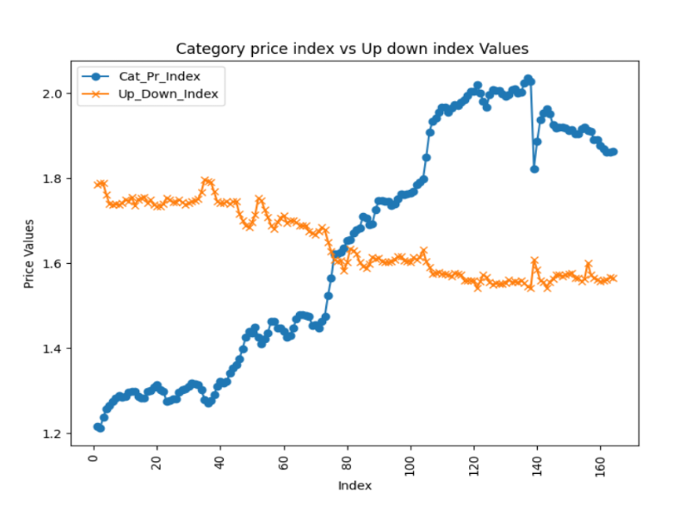 Category price index vs Up down index Values
Cat_Pr_Index
Up_Down_Index
2.0
1.8
1.6
1.4
1.2
Price Values
0 20 40 60 80 100 120 140 160
Index